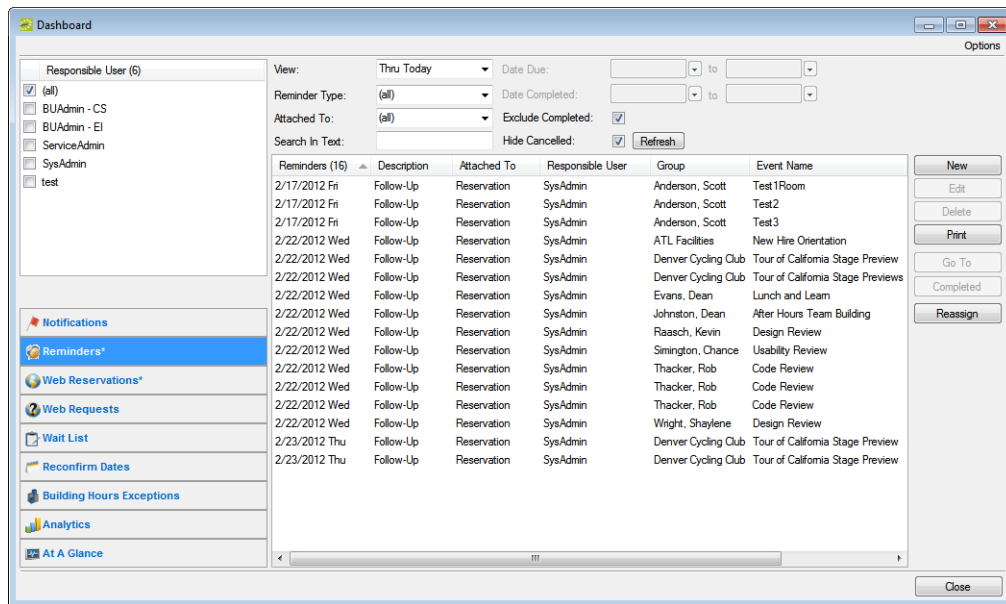 Dashboard
Options
Responsible User (6)
(all)
BUAdmin - CS
BUAdmin - EI
ServiceAdmin
SysAdmin
test
View: Thru Today Date Due: to
Reminder Type: (all) Date Completed: to
Attached To: (all) Exclude Completed:
Search In Text: Hide Cancelled: Refresh
Reminders (16) Description Attached To Responsible User Group Event Name
2/17/2012 Fri Follow-Up Reservation SysAdmin Anderson, Scott Test1Room
2/17/2012 Fri Follow-Up Reservation SysAdmin Anderson, Scott Test2
2/17/2012 Fri Follow-Up Reservation SysAdmin Anderson, Scott Test3
2/22/2012 Wed Follow-Up Reservation SysAdmin ATL Facilities New Hire Orientation
2/22/2012 Wed Follow-Up Reservation SysAdmin Denver Cycling Club Tour of California Stage Preview
2/22/2012 Wed Follow-Up Reservation SysAdmin Denver Cycling Club Tour of California Stage Previews
2/22/2012 Wed Follow-Up Reservation SysAdmin Evans, Dean Lunch and Learn
2/22/2012 Wed Follow-Up Reservation SysAdmin Johnston, Dean After Hours Team Building
2/22/2012 Wed Follow-Up Reservation SysAdmin Raasch, Kevin Design Review
2/22/2012 Wed Follow-Up Reservation SysAdmin Simington, Chance Usability Review
2/22/2012 Wed Follow-Up Reservation SysAdmin Thacker, Rob Code Review
2/22/2012 Wed Follow-Up Reservation SysAdmin Thacker, Rob Code Review
2/22/2012 Wed Follow-Up Reservation SysAdmin Thacker, Rob Code Review
2/22/2012 Wed Follow-Up Reservation SysAdmin Wright, Shaylene Design Review
2/23/2012 Thu Follow-Up Reservation SysAdmin Denver Cycling Club Tour of California Stage Preview
2/23/2012 Thu Follow-Up Reservation SysAdmin Denver Cycling Club Tour of California Stage Preview
New
Edit
Delete
Print
Go To
Completed
Reassign
Notifications
Reminders*
Web Reservations*
Web Requests
Wait List
Reconfirm Dates
Building Hours Exceptions
Analytics
At A Glance
Close